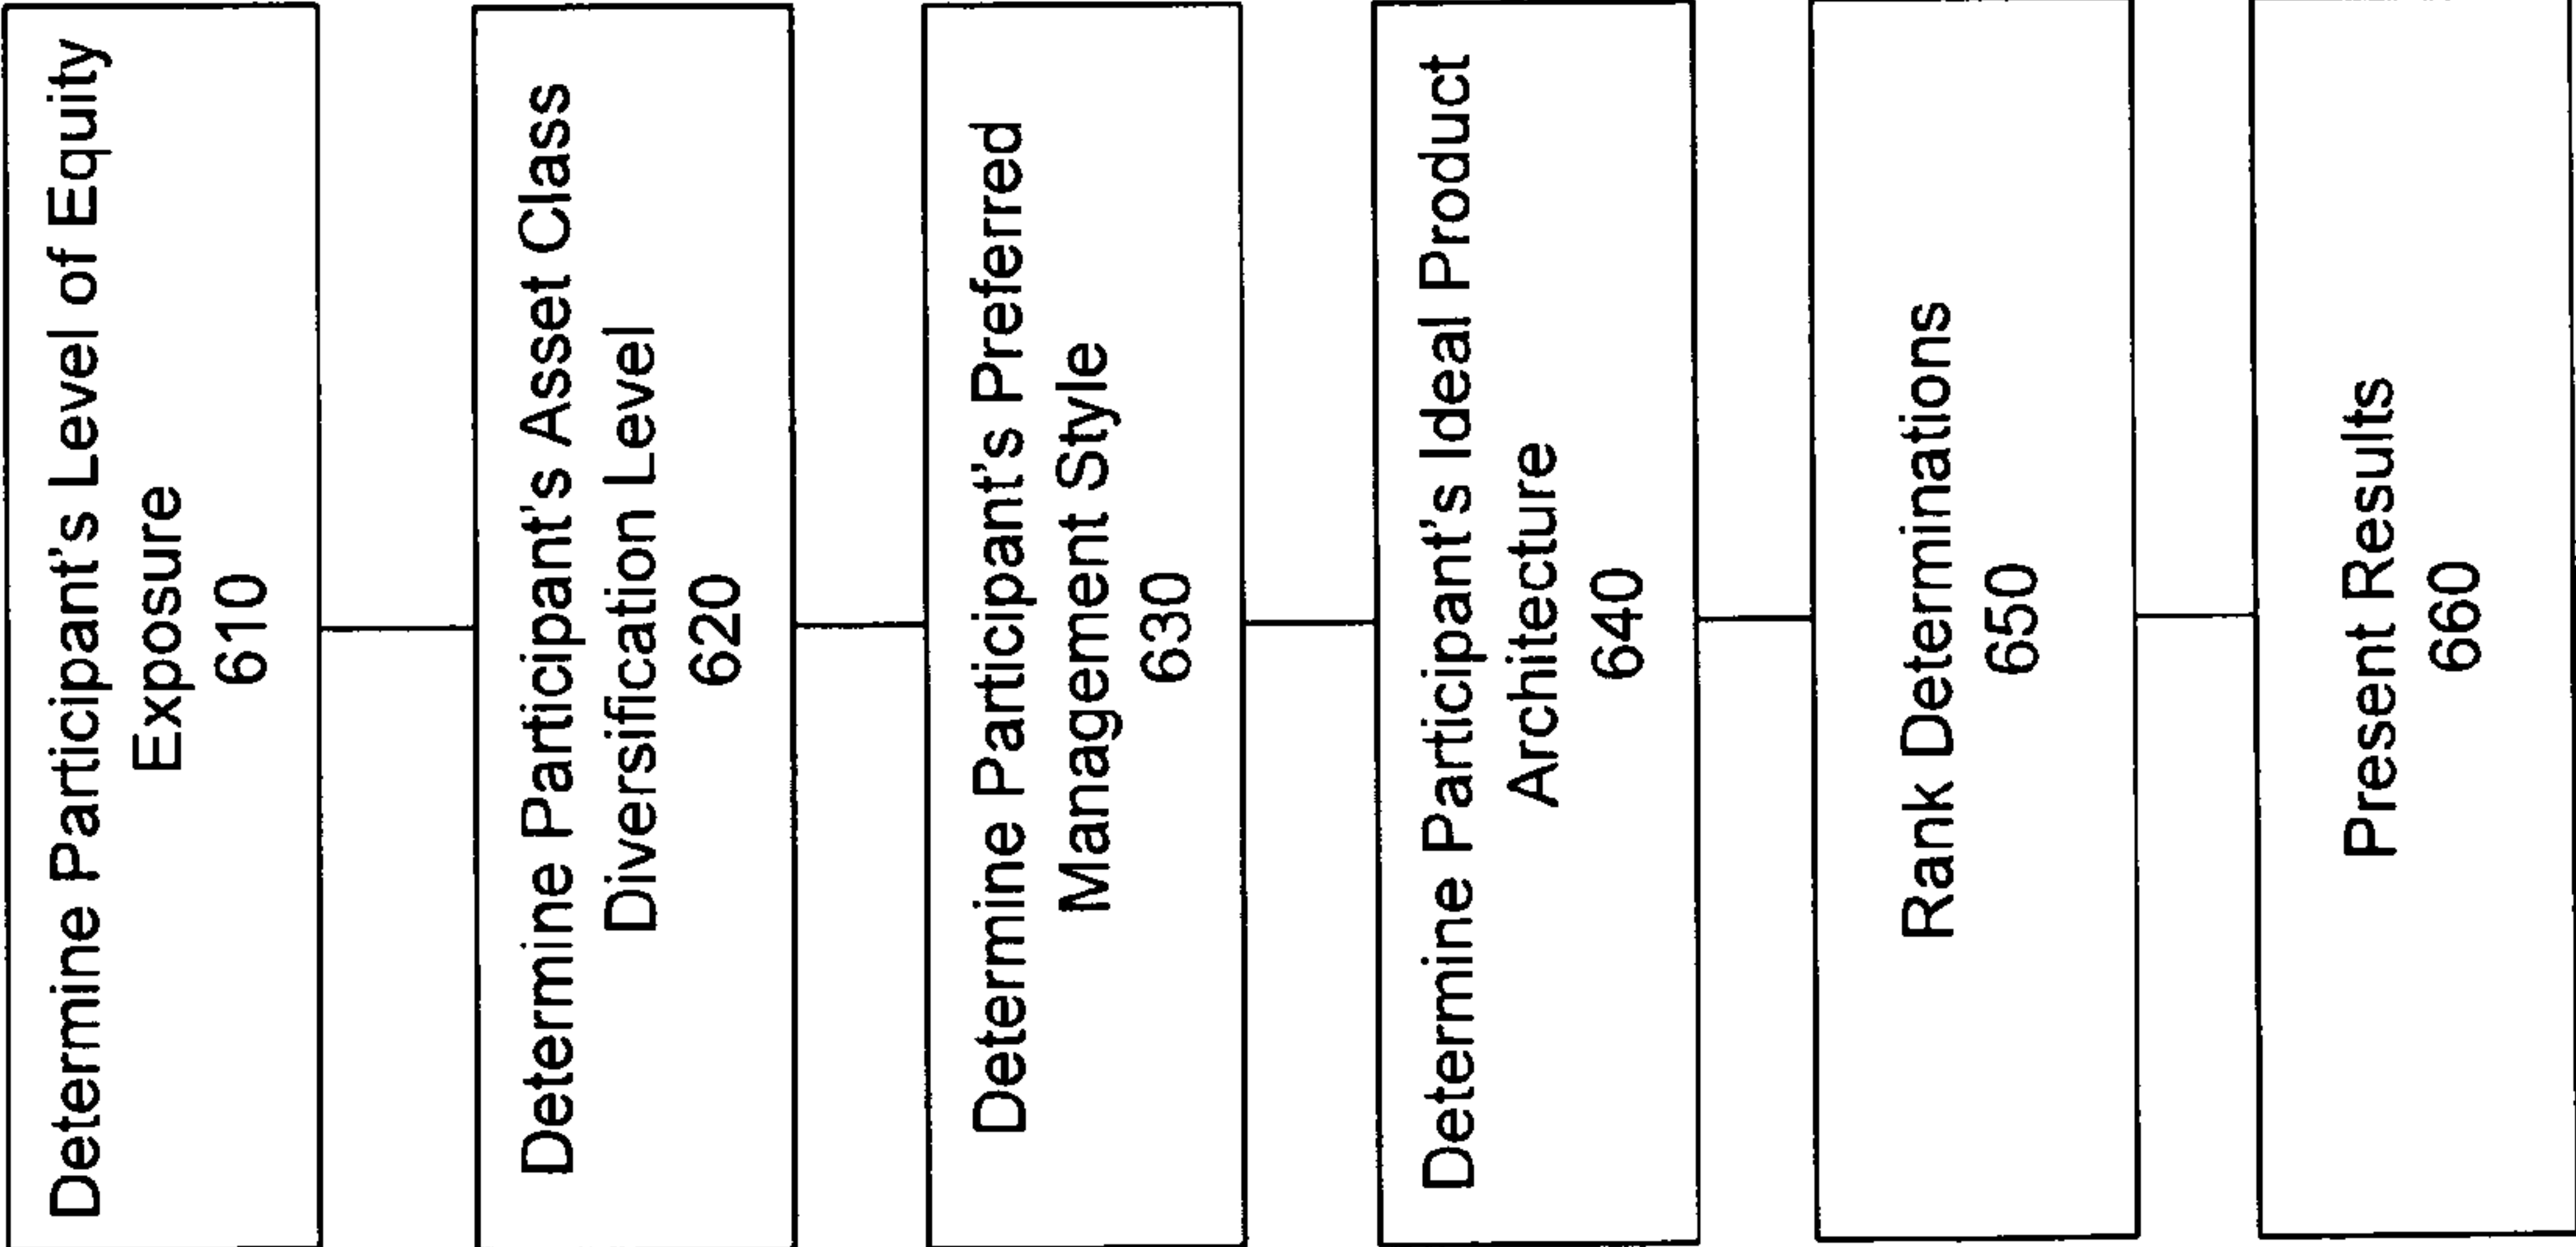 Determine Participant's Level of Equity
Exposure
610
Determine Participant's Asset Class
Diversification Level
620
Determine Participant's Preferred
Management Style
630
Determine Participant's Ideal Product
Architecture
640
Rank Determinations
650
Present Results
660